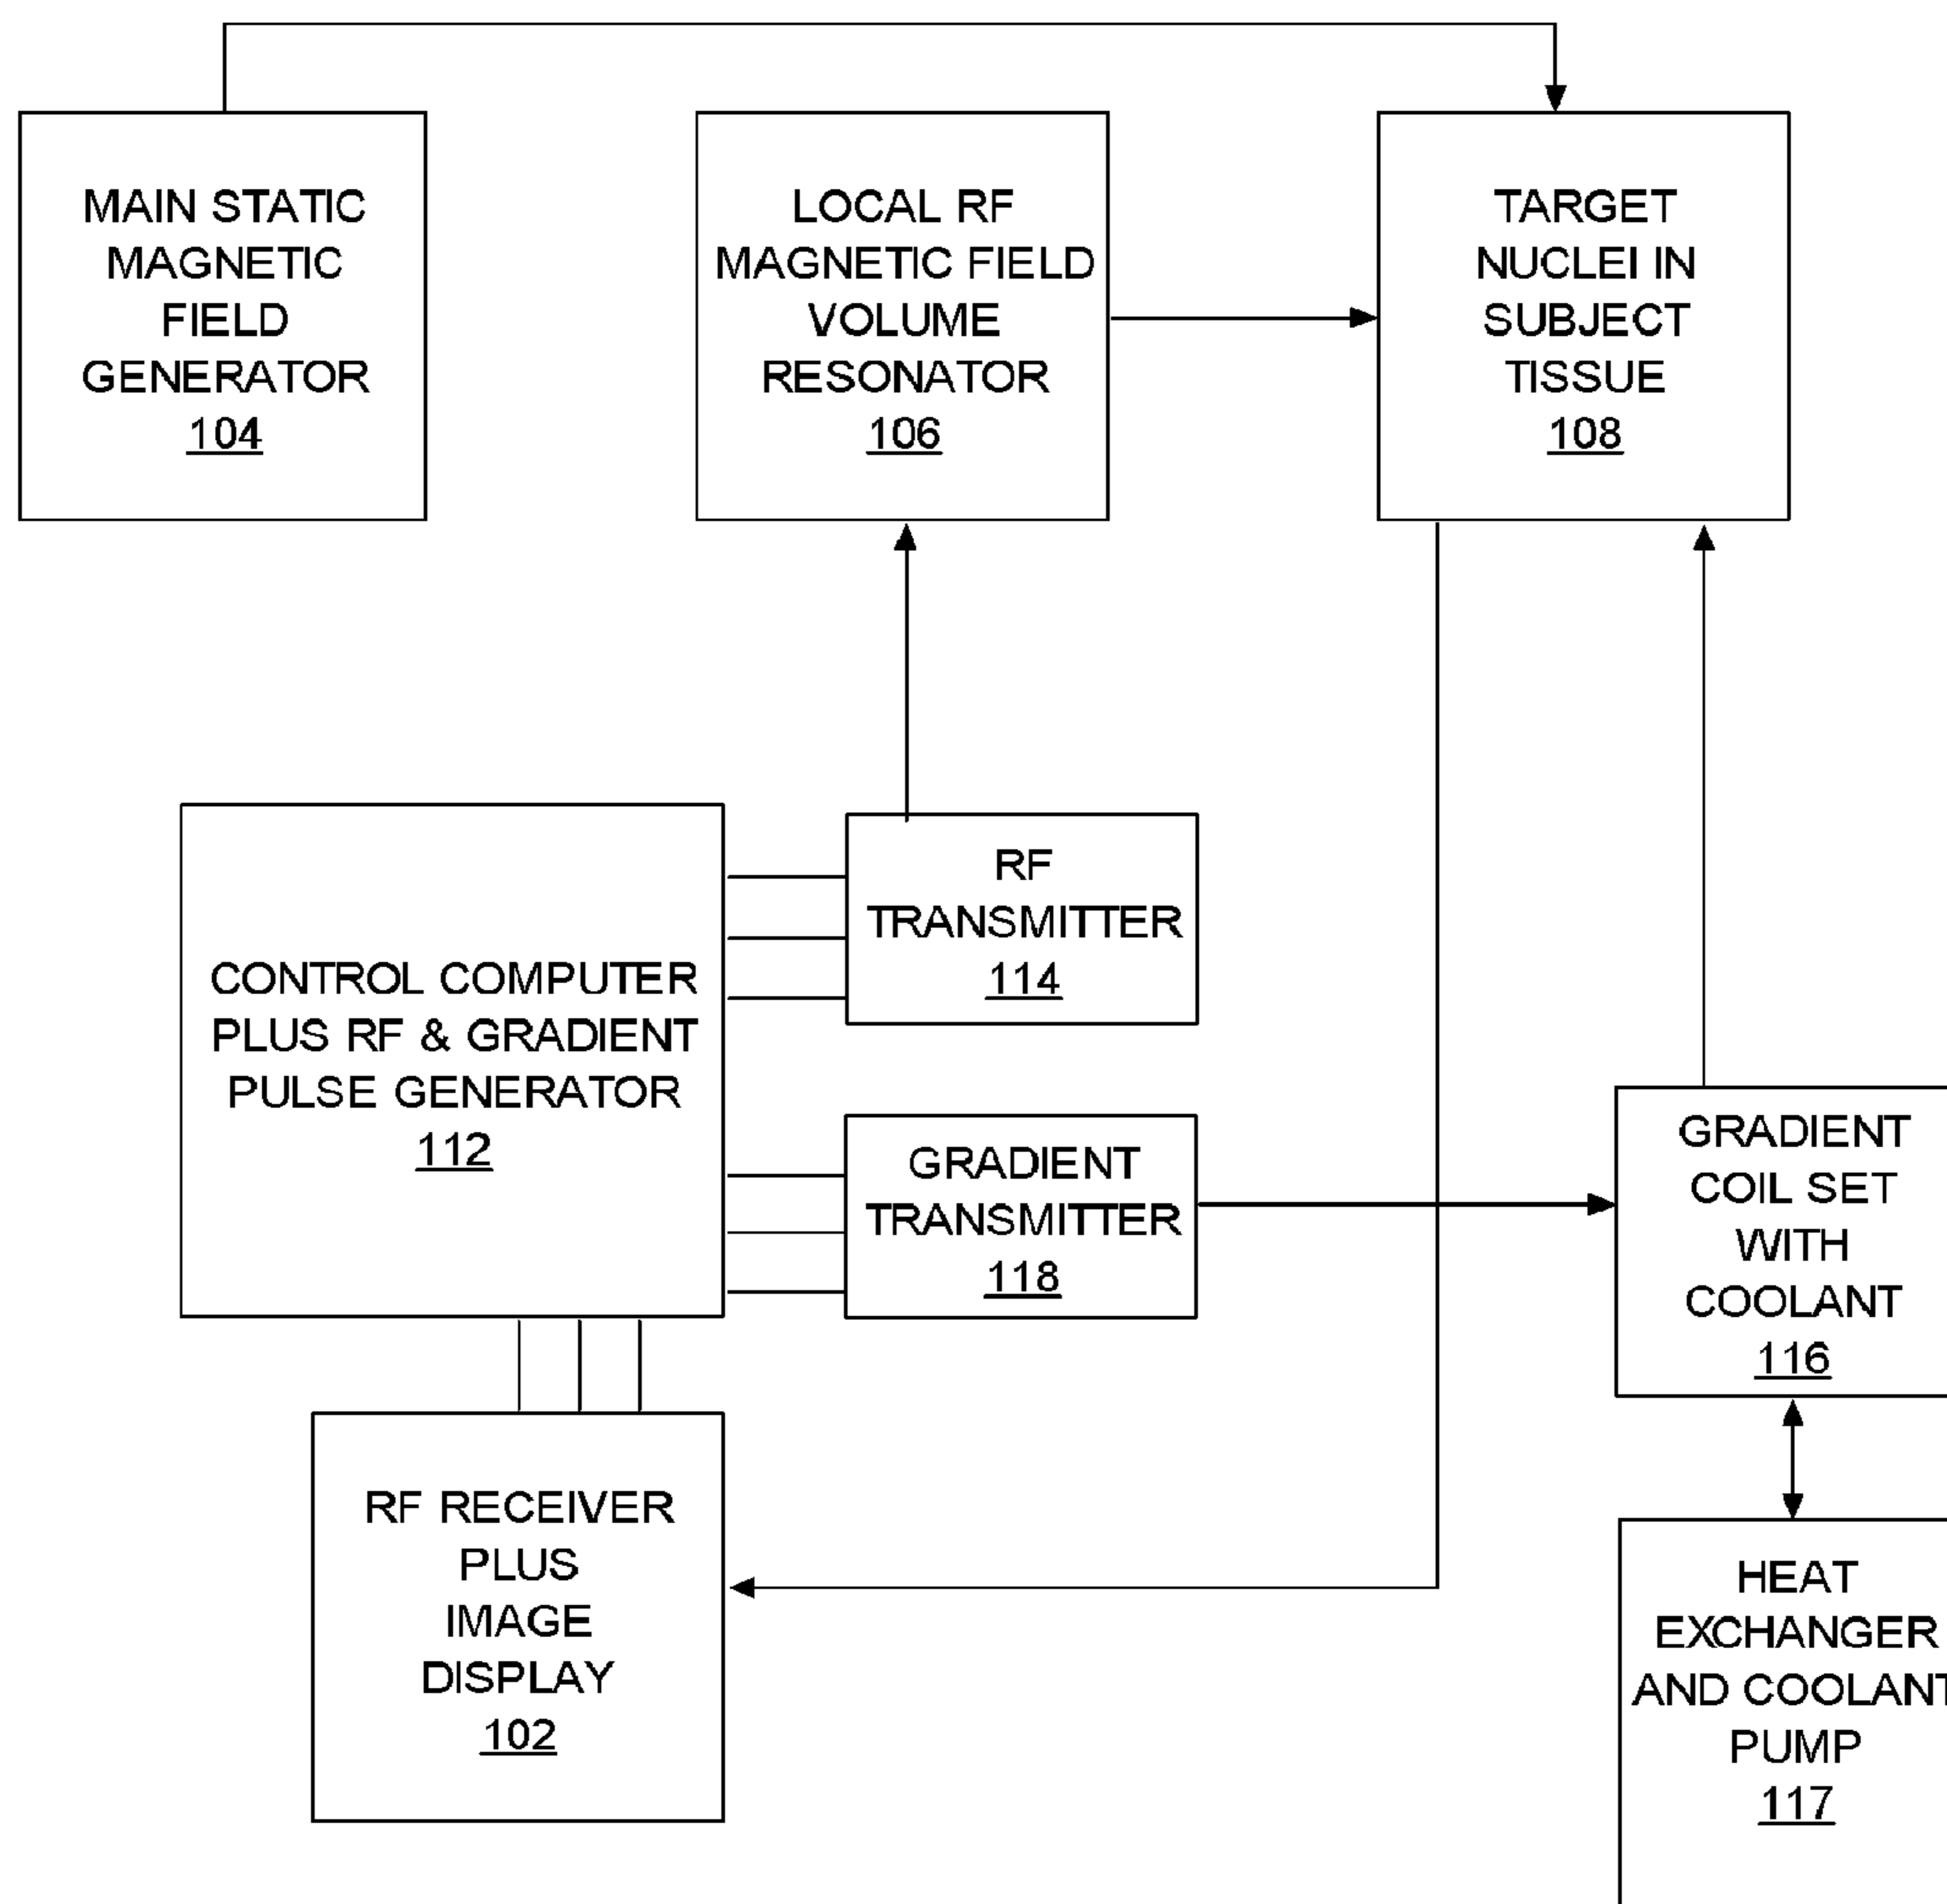 MAIN STATIC
MAGNETIC
FIELD
GENERATOR
104
LOCAL RF
MAGNETIC FIELD
VOLUME
RESONATOR
106
TARGET
NUCLEI IN
SUBJECT
TISSUE
108
CONTROL COMPUTER
PLUS RF & GRADIENT
PULSE GENERATOR
112
RF
TRANSMITTER
114
GRADIENT
TRANSMITTER
118
GRADIENT
COIL SET
WITH
COOLANT
116
RF RECEIVER
PLUS
IMAGE
DISPLAY
102
HEAT
EXCHANGER
AND COOLANT
PUMP
117